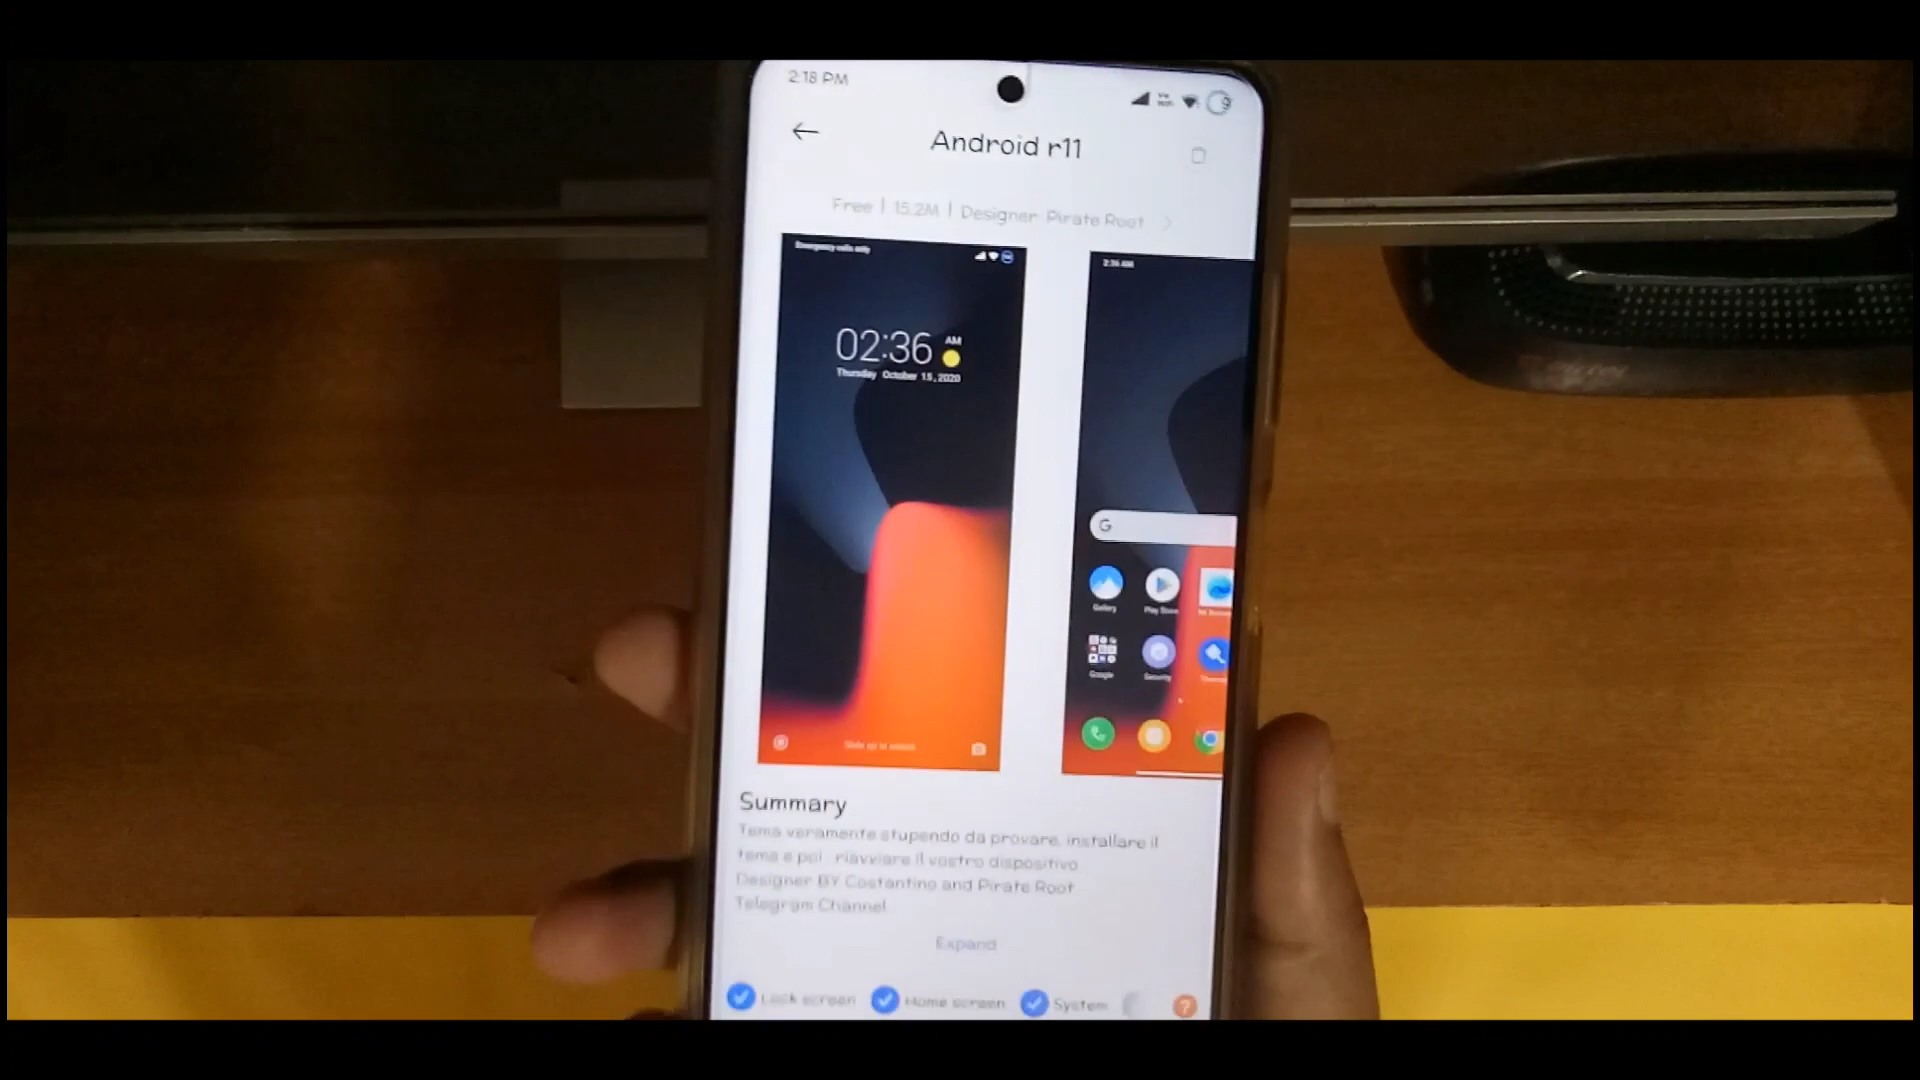 2:18 PM
Android r11
Free | 15.2M | Designer: Pirate Root
Emergency calls only
02:36 AM
Thursday October 15, 2020
2:36 AM
G
Gallery
Play Store
Google
Security
Summary
Tema veramente stupendo da provare, installare il
tema e poi riavviare il vostro dispositivo
Designer BY Costantino and Pirate Root
Telegram Channel
Expand
Lock screen
Home screen
System
?